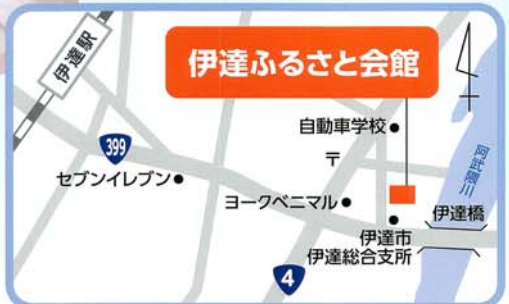 伊達駅
伊達ふるさと会館
自動車学校
〒
阿武隈川
399
セブンイレブン
ヨークベニマル
伊達橋
伊達市
伊達総合支所
4